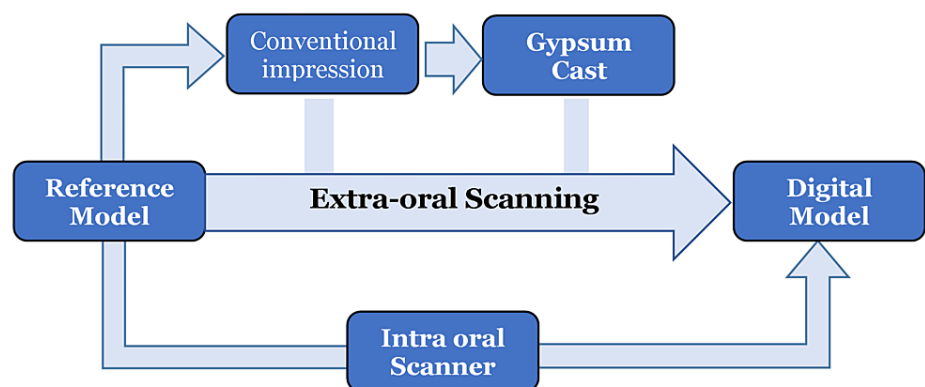 Conventional
impression
Gypsum
Cast
Reference
Model
Extra-oral Scanning
Digital
Model
Intra oral
Scanner